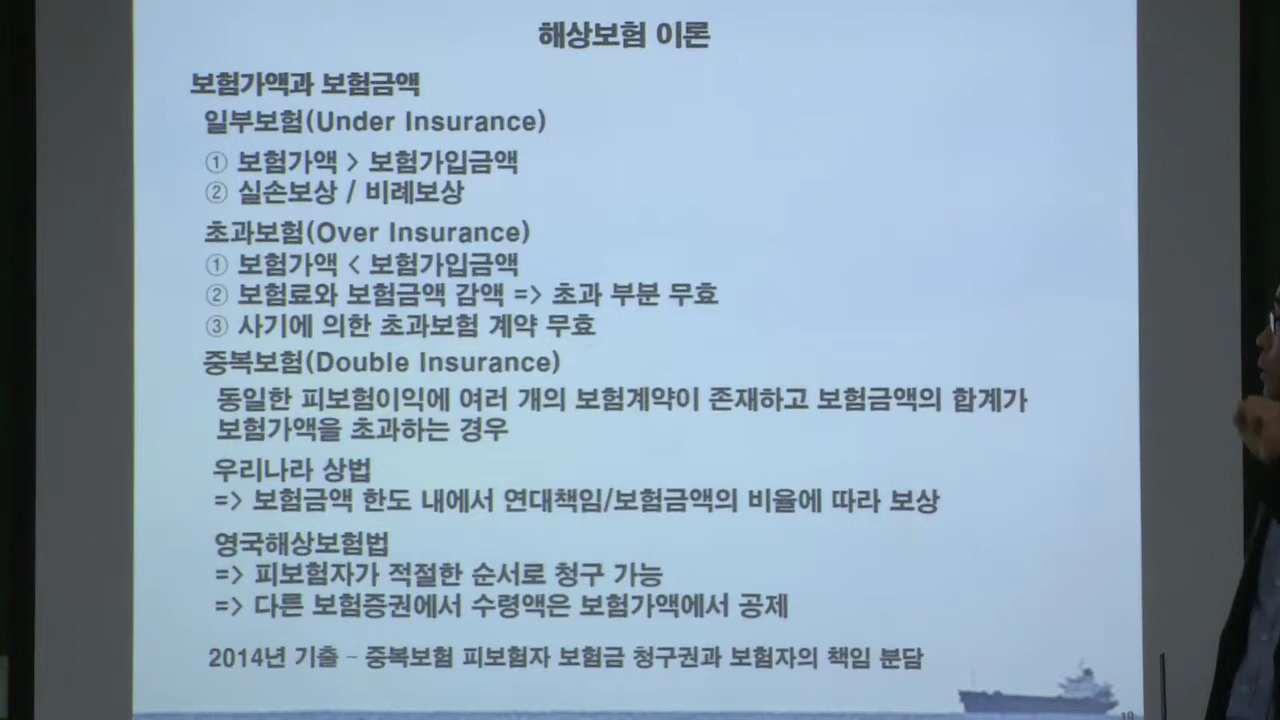 해상보험 이론
보험가액과 보험금액
일부보험(Under Insurance)
① 보험가액 > 보험가입금액
② 실손보상 / 비례보상
초과보험(Over Insurance)
① 보험가액 < 보험가입금액
② 보험료와 보험금액 감액 => 초과 부분 무효
③ 사기에 의한 초과보험 계약 무효
중복보험(Double Insurance)
동일한 피보험이익에 여러 개의 보험계약이 존재하고 보험금액의 합계가
보험가액을 초과하는 경우
우리나라 상법
=> 보험금액 한도 내에서 연대책임/보험금액의 비율에 따라 보상
영국해상보험법
=> 피보험자가 적절한 순서로 청구 가능
=> 다른 보험증권에서 수령액은 보험가액에서 공제
2014년 기출 - 중복보험 피보험자 보험금 청구권과 보험자의 책임 분담